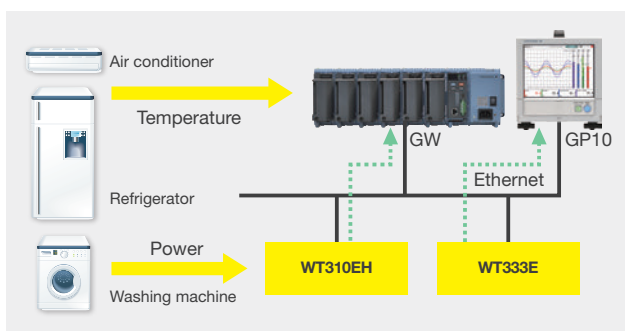 Air conditioner
Temperature
GW
GP10
Ethernet
Refrigerator
Power
WT310EH
WT333E
Washing machine